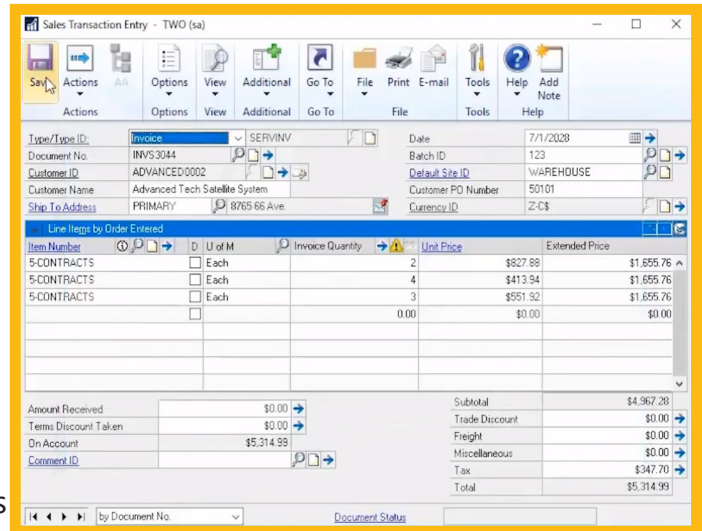 Sales Transaction Entry - TWO (sa)
Save Actions AA Options View Additional Go To File Print E-mail Tools Help Add Note
Actions Options View Additional Go To File Tools Help
Type/Type ID: Invoice SERVINV Date 7/1/2028
Document No. INVS3044 Batch ID 123
Customer ID ADVANCED0002 Default Site ID WAREHOUSE
Customer Name Advanced Tech Satellite System Customer PO Number 50101
Ship To Address PRIMARY 8765 66 Ave. Currency ID Z-C$
Line Items by Order Entered
Item Number D U of M Invoice Quantity Unit Price Extended Price
5-CONTRACTS Each 2 $827.88 $1,655.76
5-CONTRACTS Each 4 $413.94 $1,655.76
5-CONTRACTS Each 3 $551.92 $1,655.76
0.00 $0.00 $0.00
Amount Received $0.00 Subtotal $4,967.28
Terms Discount Taken $0.00 Trade Discount $0.00
On Account $5,314.99 Freight $0.00
Comment ID Miscellaneous $0.00
Tax $347.70
Total $5,314.99
s
by Document No. Document Status